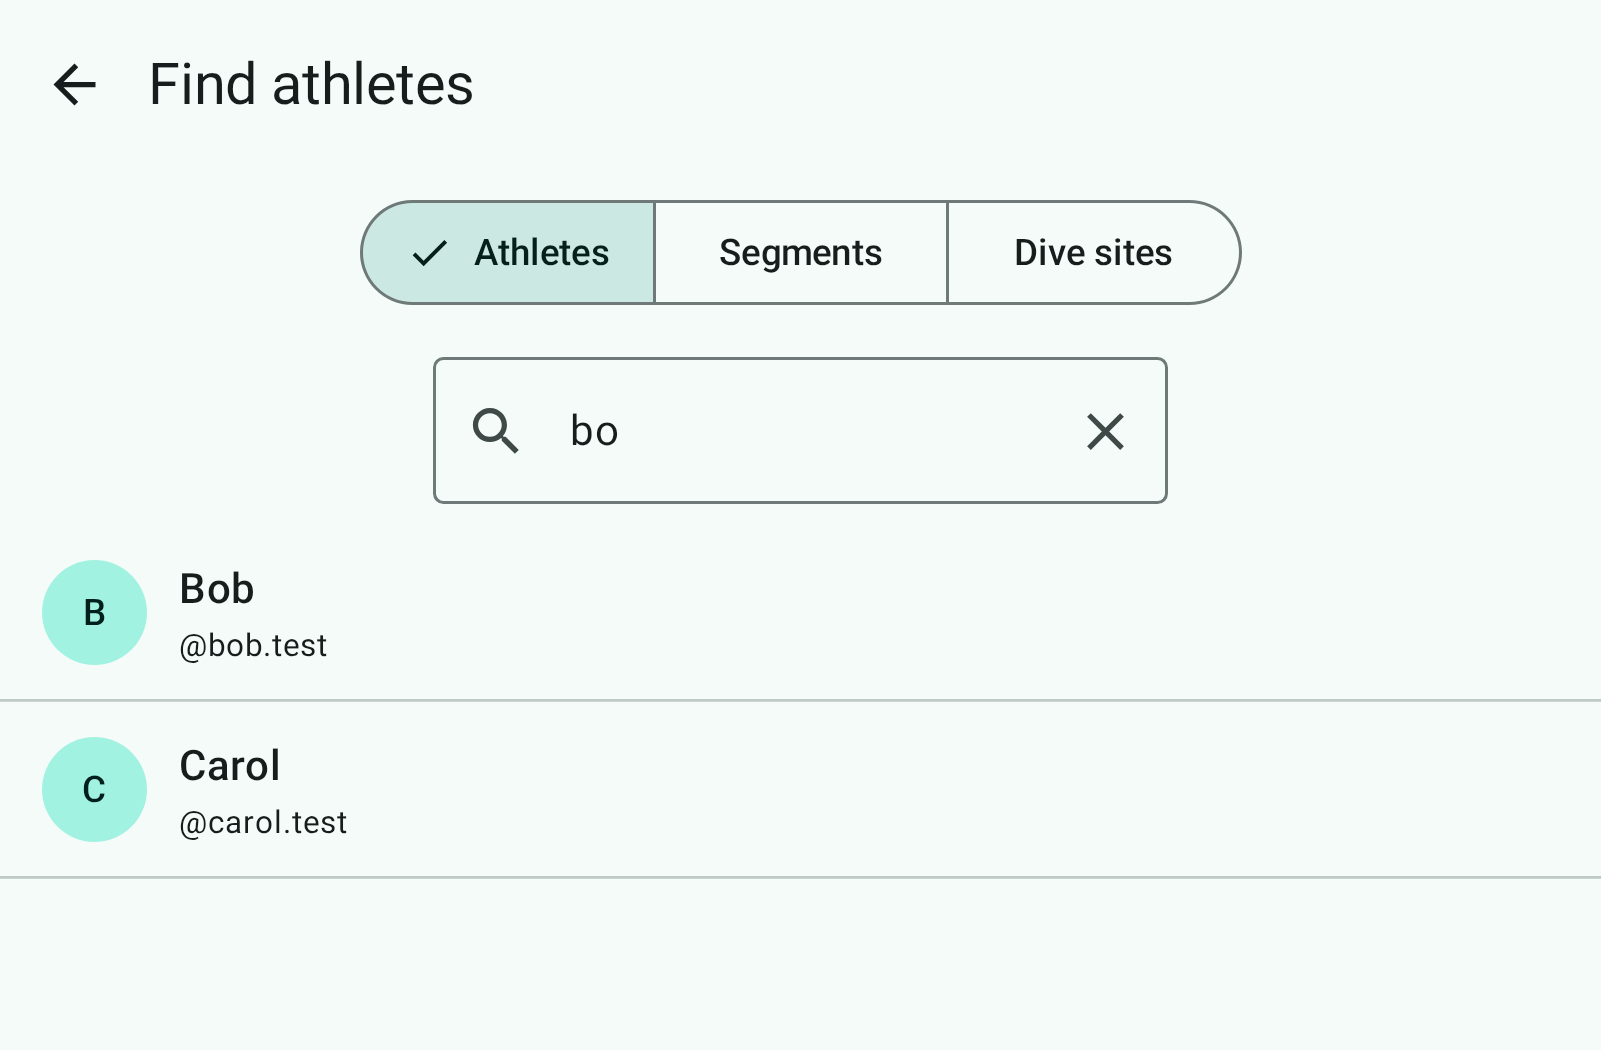 Find athletes
Athletes Segments Dive sites
bo
B
Bob
@bob.test
C
Carol
@carol.test